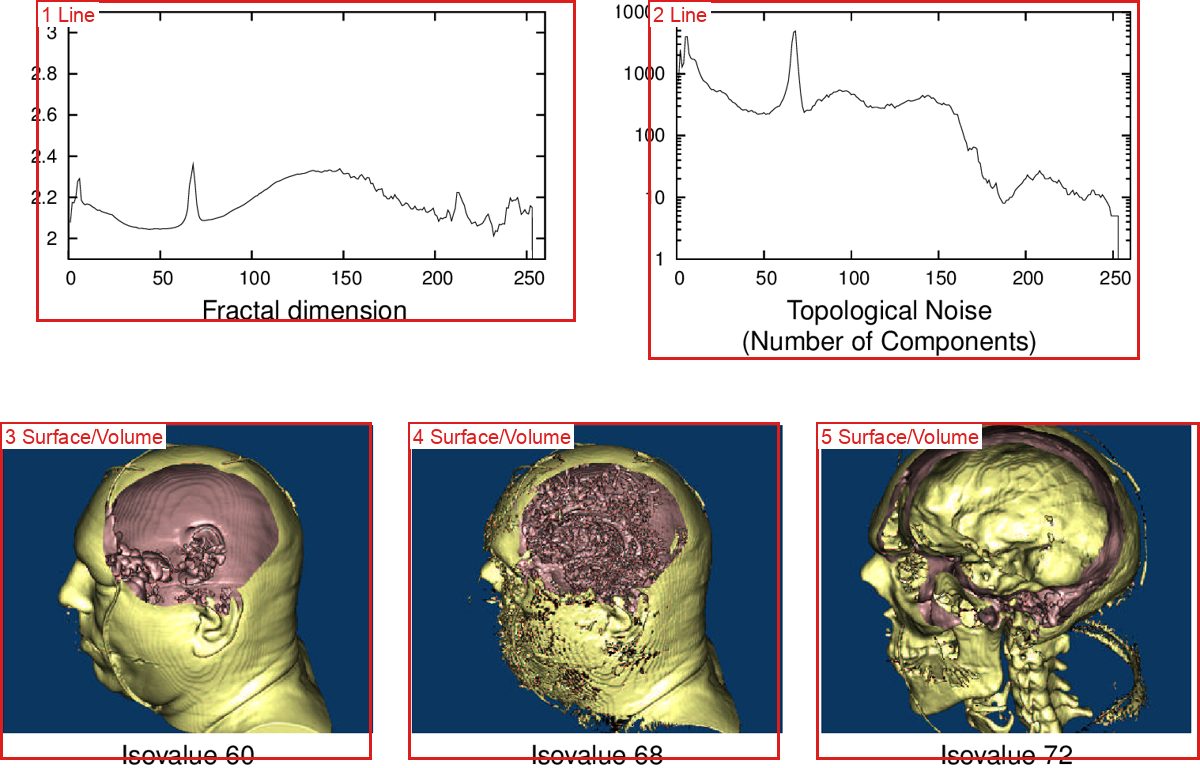 1 Line
3
2.8
2.6
2.4
2.2
2
0 50 100 150 200 250
Fractal dimension
2 Line
1000
1000
100
10
1
0 50 100 150 200 250
Topological Noise
(Number of Components)
3 Surface/Volume
4 Surface/Volume
5 Surface/Volume
Isovalue 60
Isovalue 68
Isovalue 72